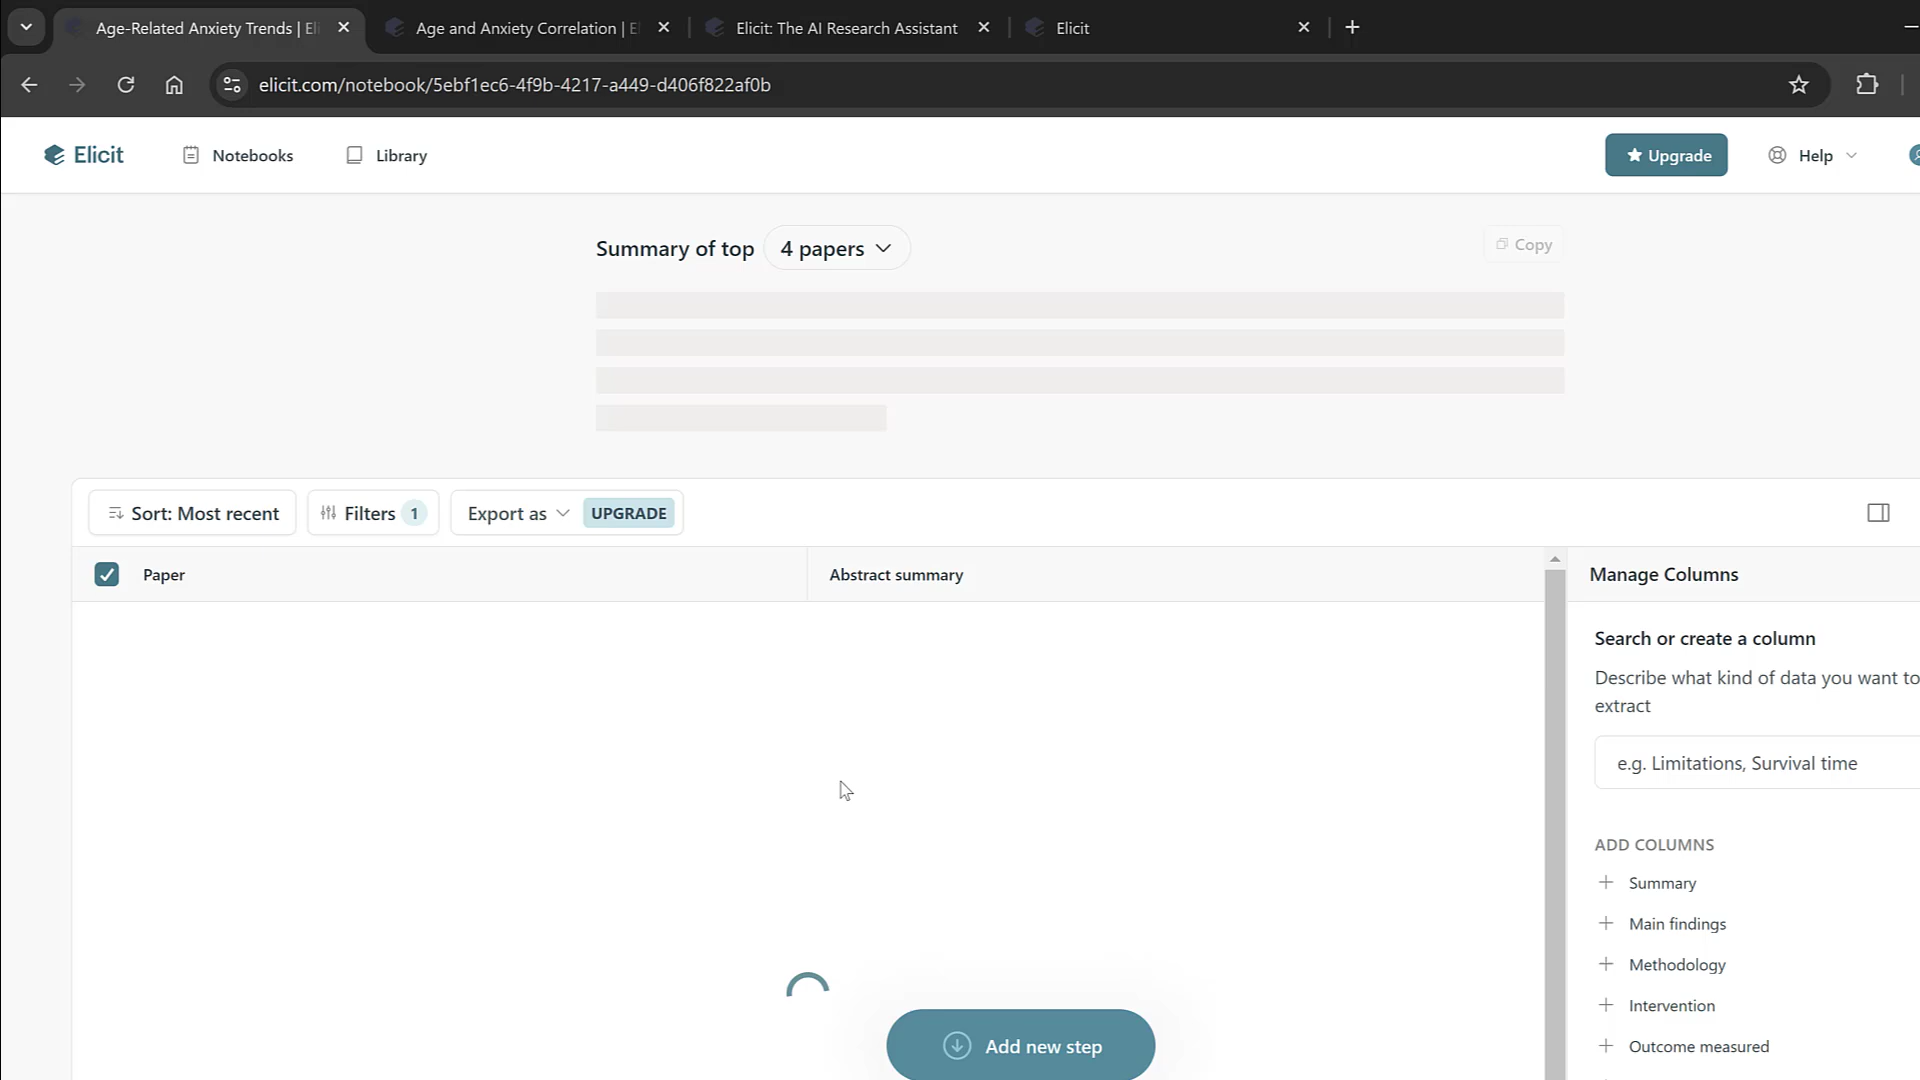 Age-Related Anxiety Trends | Eli
Age and Anxiety Correlation | E
Elicit: The AI Research Assistant
Elicit
elicit.com/notebook/5ebf1ec6-4f9b-4217-a449-d406f822af0b
Elicit
Notebooks
Library
Upgrade
Help
Summary of top
4 papers
Copy
Sort: Most recent
Filters 1
Export as
UPGRADE
Paper
Abstract summary
Manage Columns
Search or create a column
Describe what kind of data you want to
extract
e.g. Limitations, Survival time
ADD COLUMNS
Summary
Main findings
Methodology
Intervention
Outcome measured
Add new step